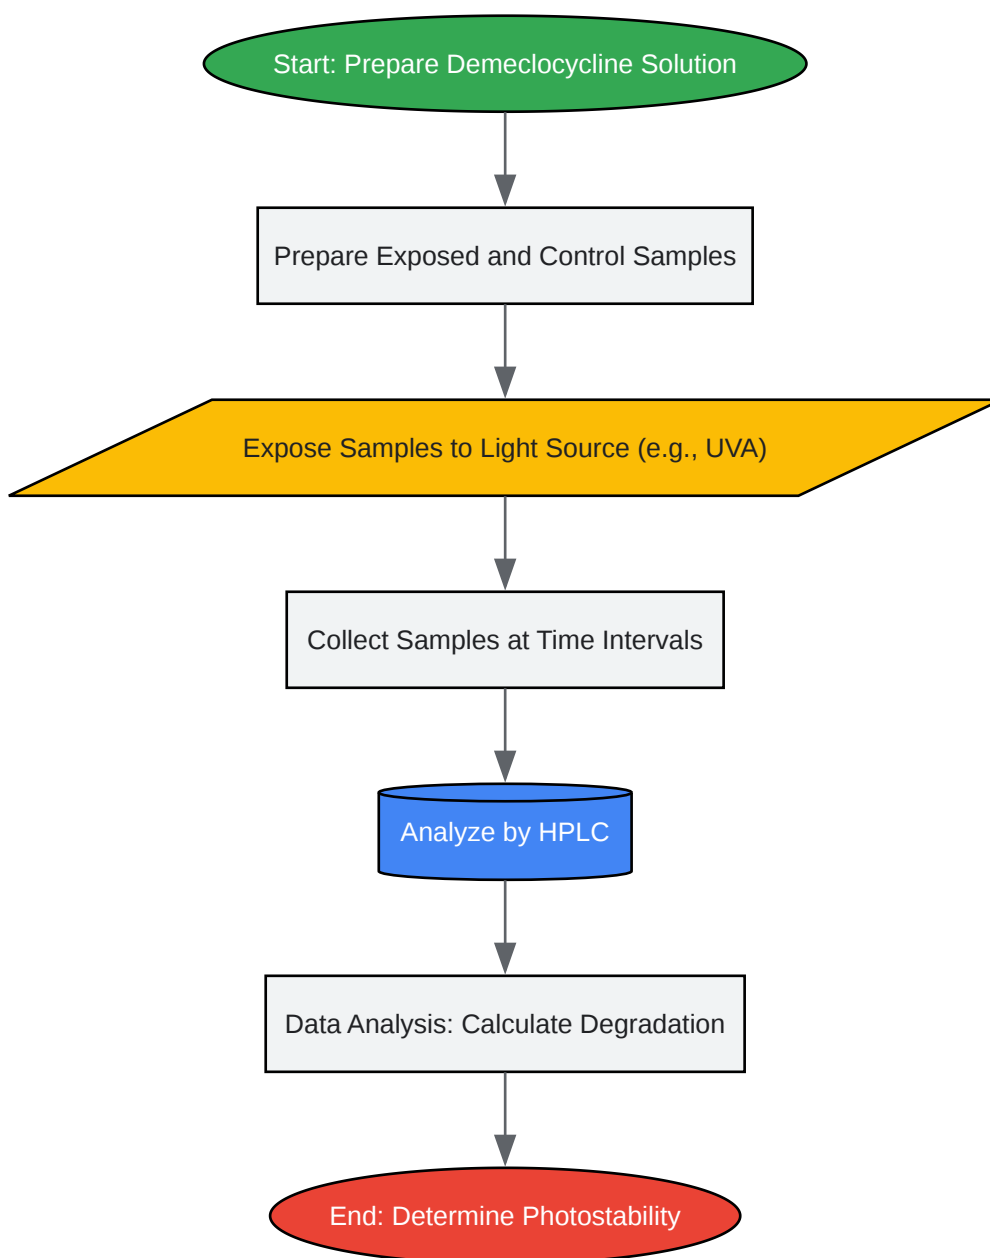 Start: Prepare Demeclocycline Solution
Prepare Exposed and Control Samples
Expose Samples to Light Source (e.g., UVA)
Collect Samples at Time Intervals
Analyze by HPLC
Data Analysis: Calculate Degradation
End: Determine Photostability